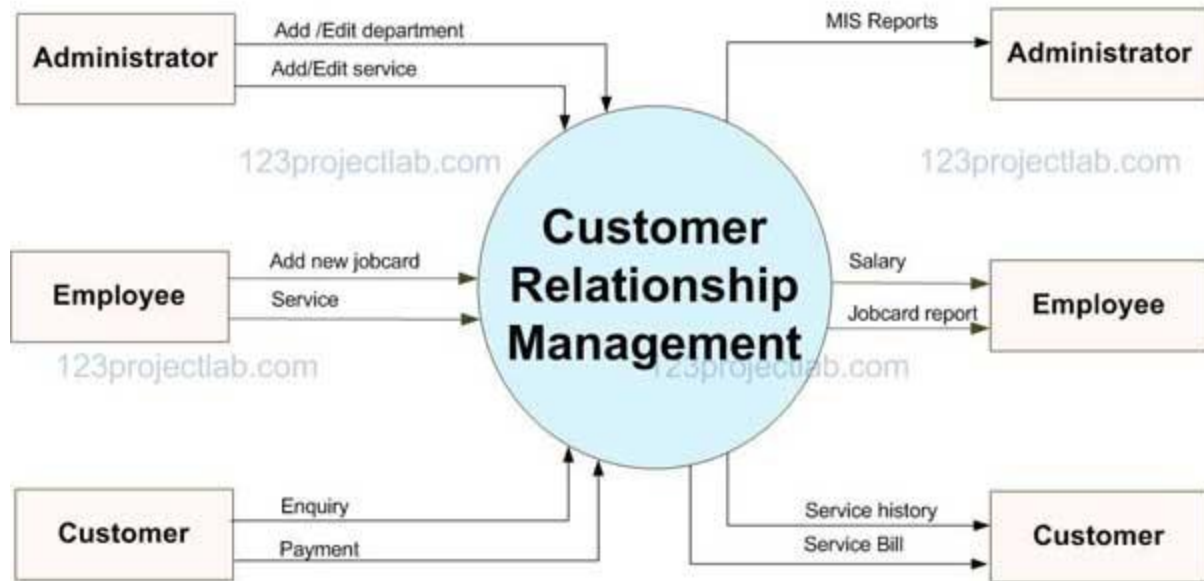 Administrator
Add /Edit department
Add/Edit service
MIS Reports
Administrator
123projectlab.com
123projectlab.com
Customer
Relationship
Management
Employee
Add new jobcard
Service
Salary
Jobcard report
Employee
123projectlab.com
123projectlab.com
Customer
Enquiry
Payment
Service history
Service Bill
Customer